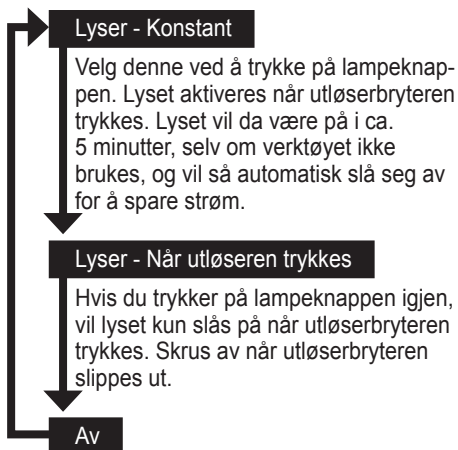 Lyser - Konstant
Velg denne ved å trykke på lampeknap-
pen. Lyset aktiveres når utløserbryteren
trykkes. Lyset vil da være på i ca.
5 minutter, selv om verktøyet ikke
brukes, og vil så automatisk slå seg av
for å spare strøm.
Lyser - Når utløseren trykkes
Hvis du trykker på lampeknappen igjen,
vil lyset kun slås på når utløserbryteren
trykkes. Skrus av når utløserbryteren
slippes ut.
Av